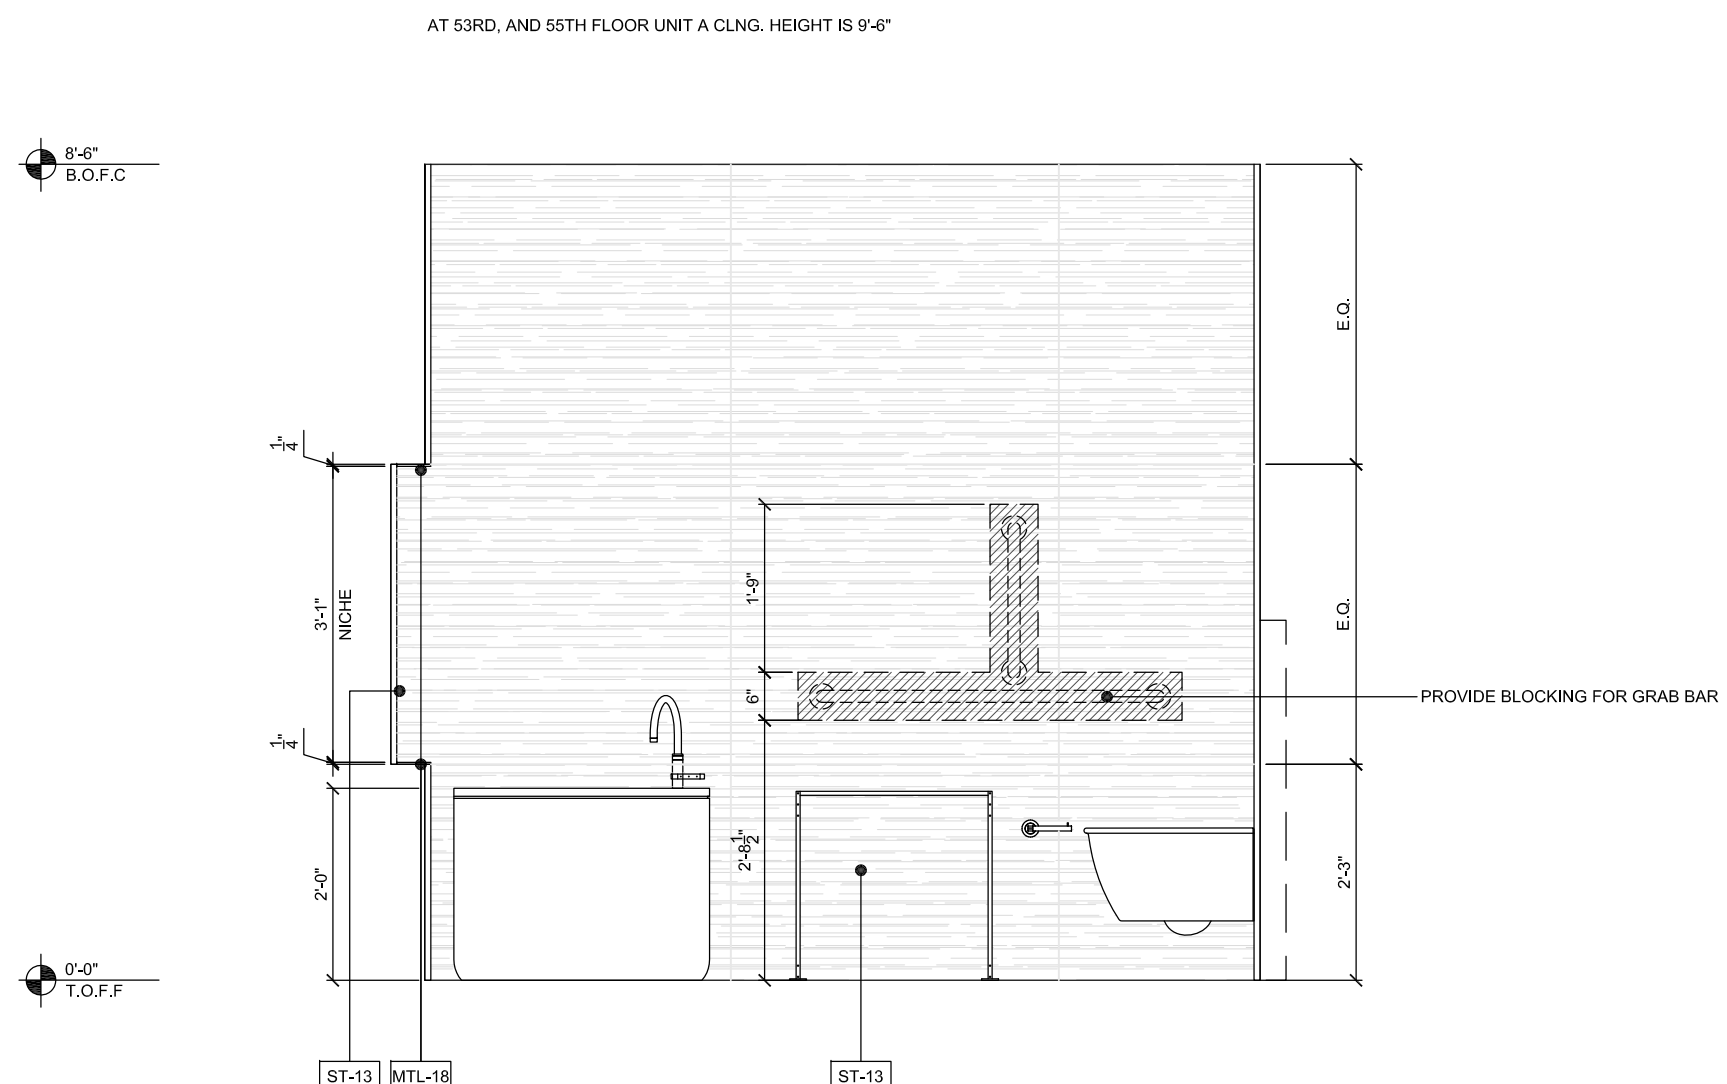 AT 53RD, AND 55TH FLOOR UNIT A CLNG. HEIGHT IS 9'-6"
8'-6"
B.O.F.C
E.Q.
1/4"
3'-1"
NICHE
1'-9"
E.Q.
6"
PROVIDE BLOCKING FOR GRAB BAR
1/4"
2'-0"
2'-8 1/2"
2'-3"
0'-0"
T.O.F.F
ST-13
MTL-18
ST-13